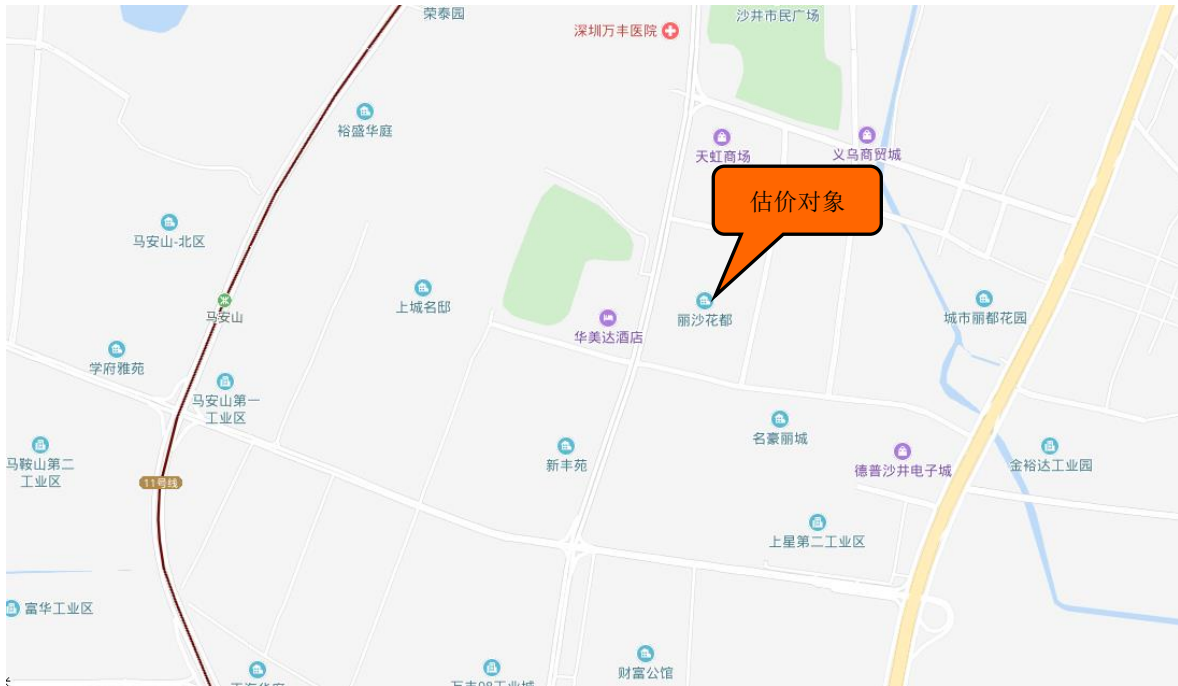 荣泰园
沙井市民广场
深圳万丰医院
裕盛华庭
天虹商场
义乌商贸城
估价对象
马安山-北区
上城名邸
丽沙花都
城市丽都花园
马安山
华美达酒店
学府雅苑
马安山第一
工业区
名豪丽城
马鞍山第二
工业区
新丰苑
德普沙井电子城
金裕达工业园
11号线
上星第二工业区
富华工业区
财富公馆